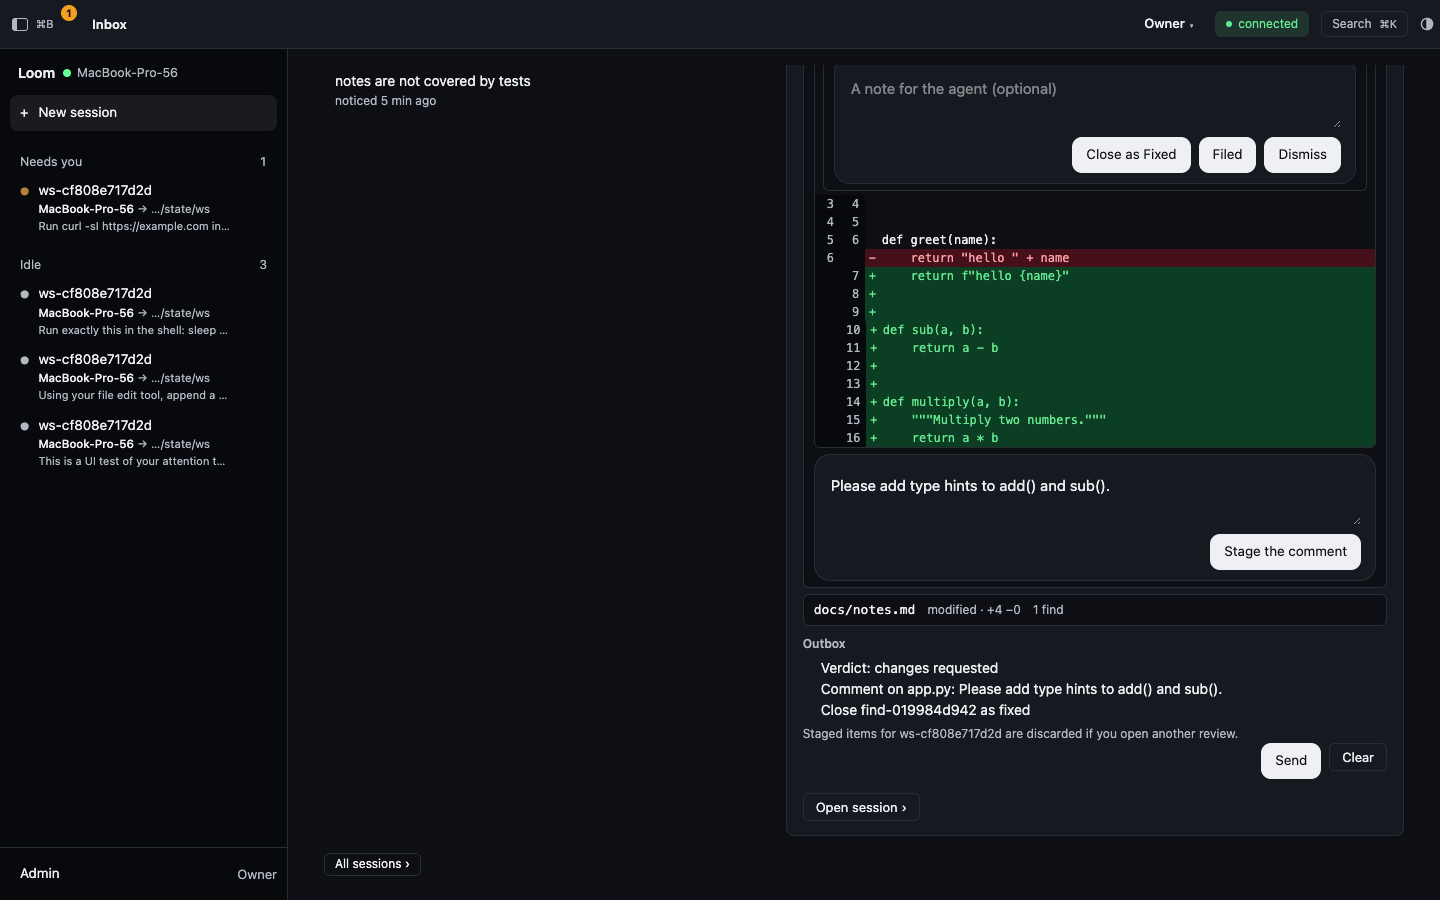 ⌘B
1
Inbox
Owner
connected
Search ⌘K
Loom MacBook-Pro-56
+ New session
Needs you 1
ws-cf808e717d2d
MacBook-Pro-56 → .../state/ws
Run curl -sI https://example.com in...
Idle 3
ws-cf808e717d2d
MacBook-Pro-56 → .../state/ws
Run exactly this in the shell: sleep ...
ws-cf808e717d2d
MacBook-Pro-56 → .../state/ws
Using your file edit tool, append a ...
ws-cf808e717d2d
MacBook-Pro-56 → .../state/ws
This is a UI test of your attention t...
Admin Owner
notes are not covered by tests
noticed 5 min ago
All sessions ›
A note for the agent (optional)
Close as Fixed Filed Dismiss
3 4
4 5
5 6 def greet(name):
6 −     return "hello " + name
7 +     return f"hello {name}"
8 +
9 +
10 + def sub(a, b):
11 +     return a - b
12 +
13 +
14 + def multiply(a, b):
15 +     """Multiply two numbers."""
16 +     return a * b
Please add type hints to add() and sub().
Stage the comment
docs/notes.md modified · +4 −0 1 find
Outbox
Verdict: changes requested
Comment on app.py: Please add type hints to add() and sub().
Close find-019984d942 as fixed
Staged items for ws-cf808e717d2d are discarded if you open another review.
Send Clear
Open session ›